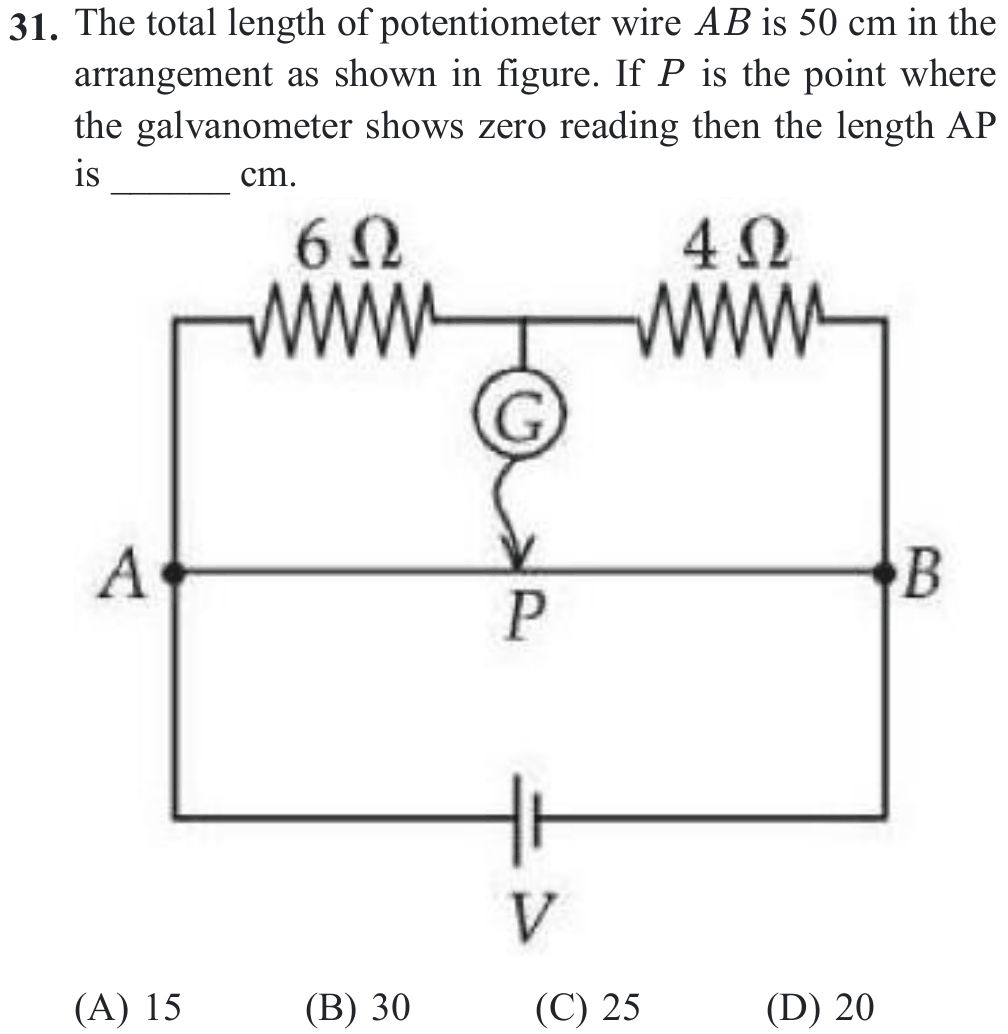 31. The total length of potentiometer wire AB is 50 cm in the
arrangement as shown in figure. If P is the point where
the galvanometer shows zero reading then the length AP
is ______ cm.
6 Ω 4 Ω
G
A B
P
V
(A) 15 (B) 30 (C) 25 (D) 20